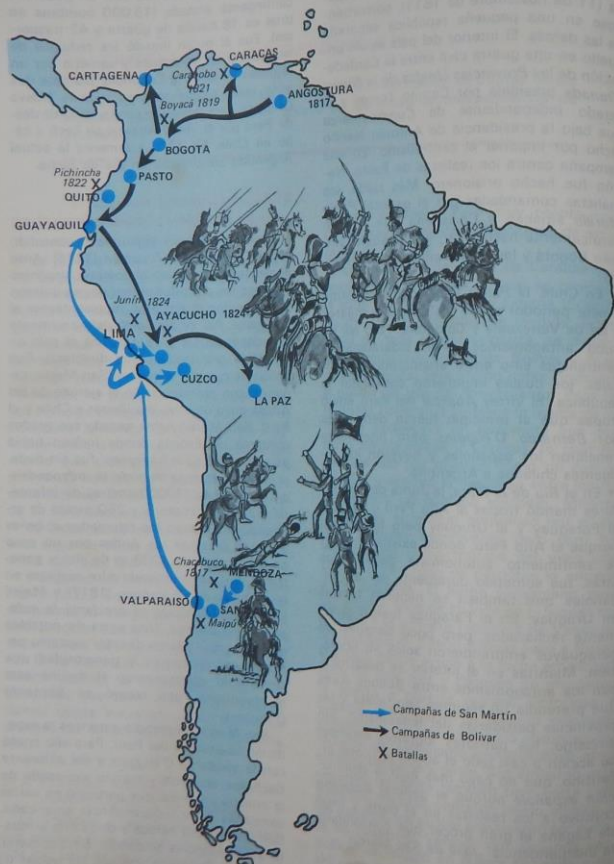 CARACAS
CARTAGENA
Carabobo
1821
ANGOSTURA
1817
Boyacá 1819
BOGOTA
Pichincha
1822
PASTO
QUITO
GUAYAQUIL
Junín 1824
AYACUCHO 1824
LIMA
CUZCO
LA PAZ
Chacabuco
1817
MENDOZA
VALPARAISO
SANTIAGO
Maipú
Campañas de San Martín
Campañas de Bolívar
X Batallas